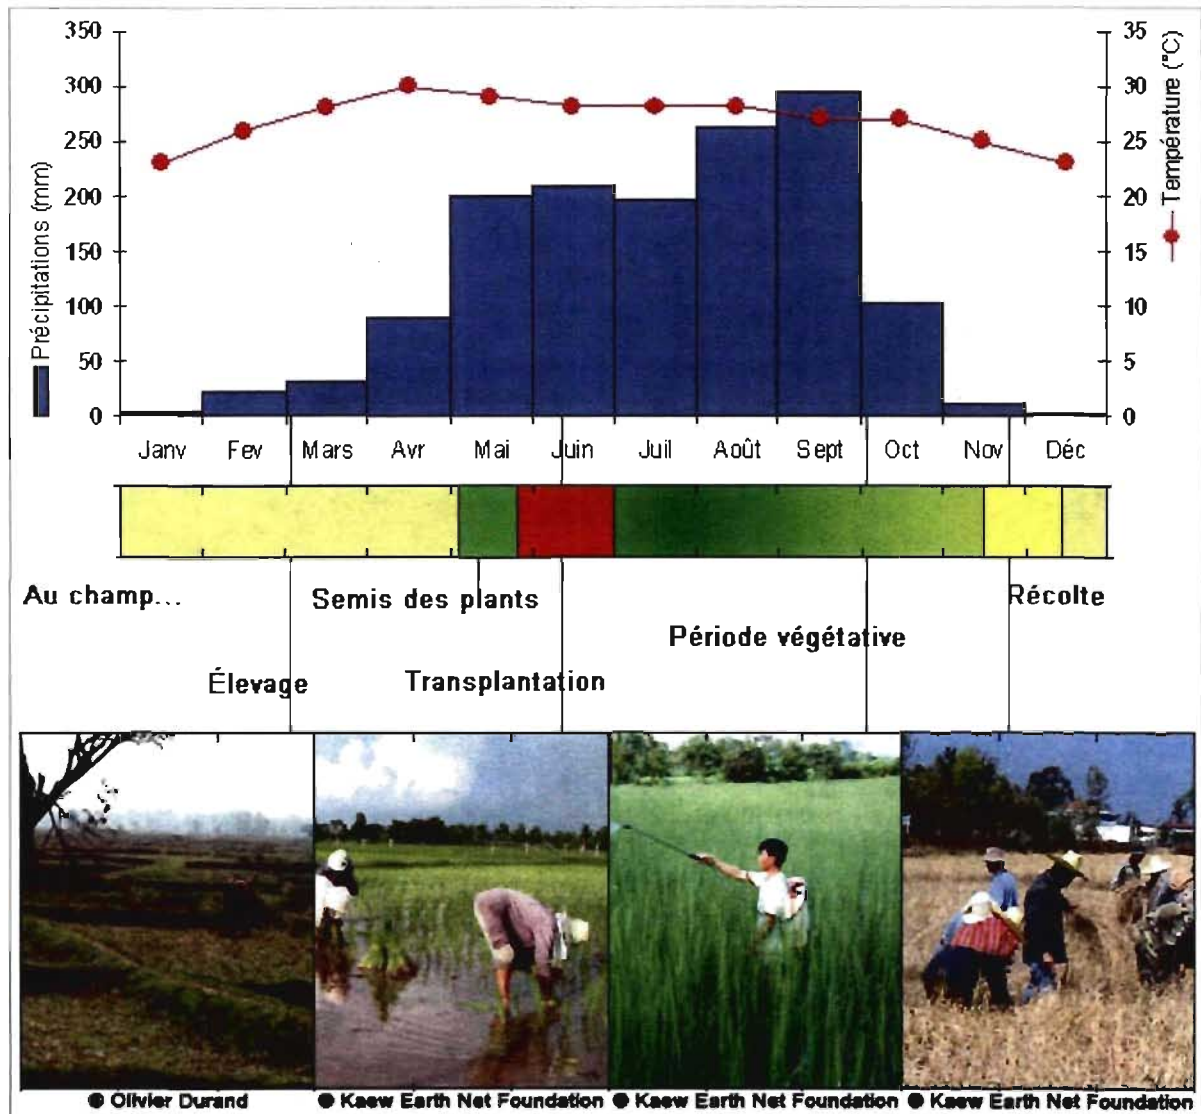 350
300
250
200
150
100
50
0
Précipitations (mm)
35
30
25
20
15
10
5
0
Température (°C)
Janv Fev Mars Avr Mai Juin Juil Août Sept Oct Nov Déc
Au champ...
Semis des plants
Récolte
Période végétative
Élevage
Transplantation
● Olivier Durand ● Kaew Earth Net Foundation ● Kaew Earth Net Foundation ● Kaew Earth Net Foundation